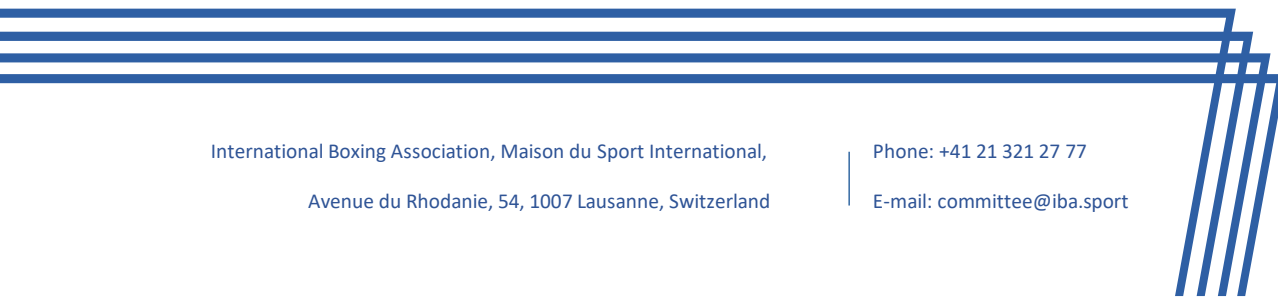 International Boxing Association, Maison du Sport International,
Avenue du Rhodanie, 54, 1007 Lausanne, Switzerland
Phone: +41 21 321 27 77
E-mail: committee@iba.sport